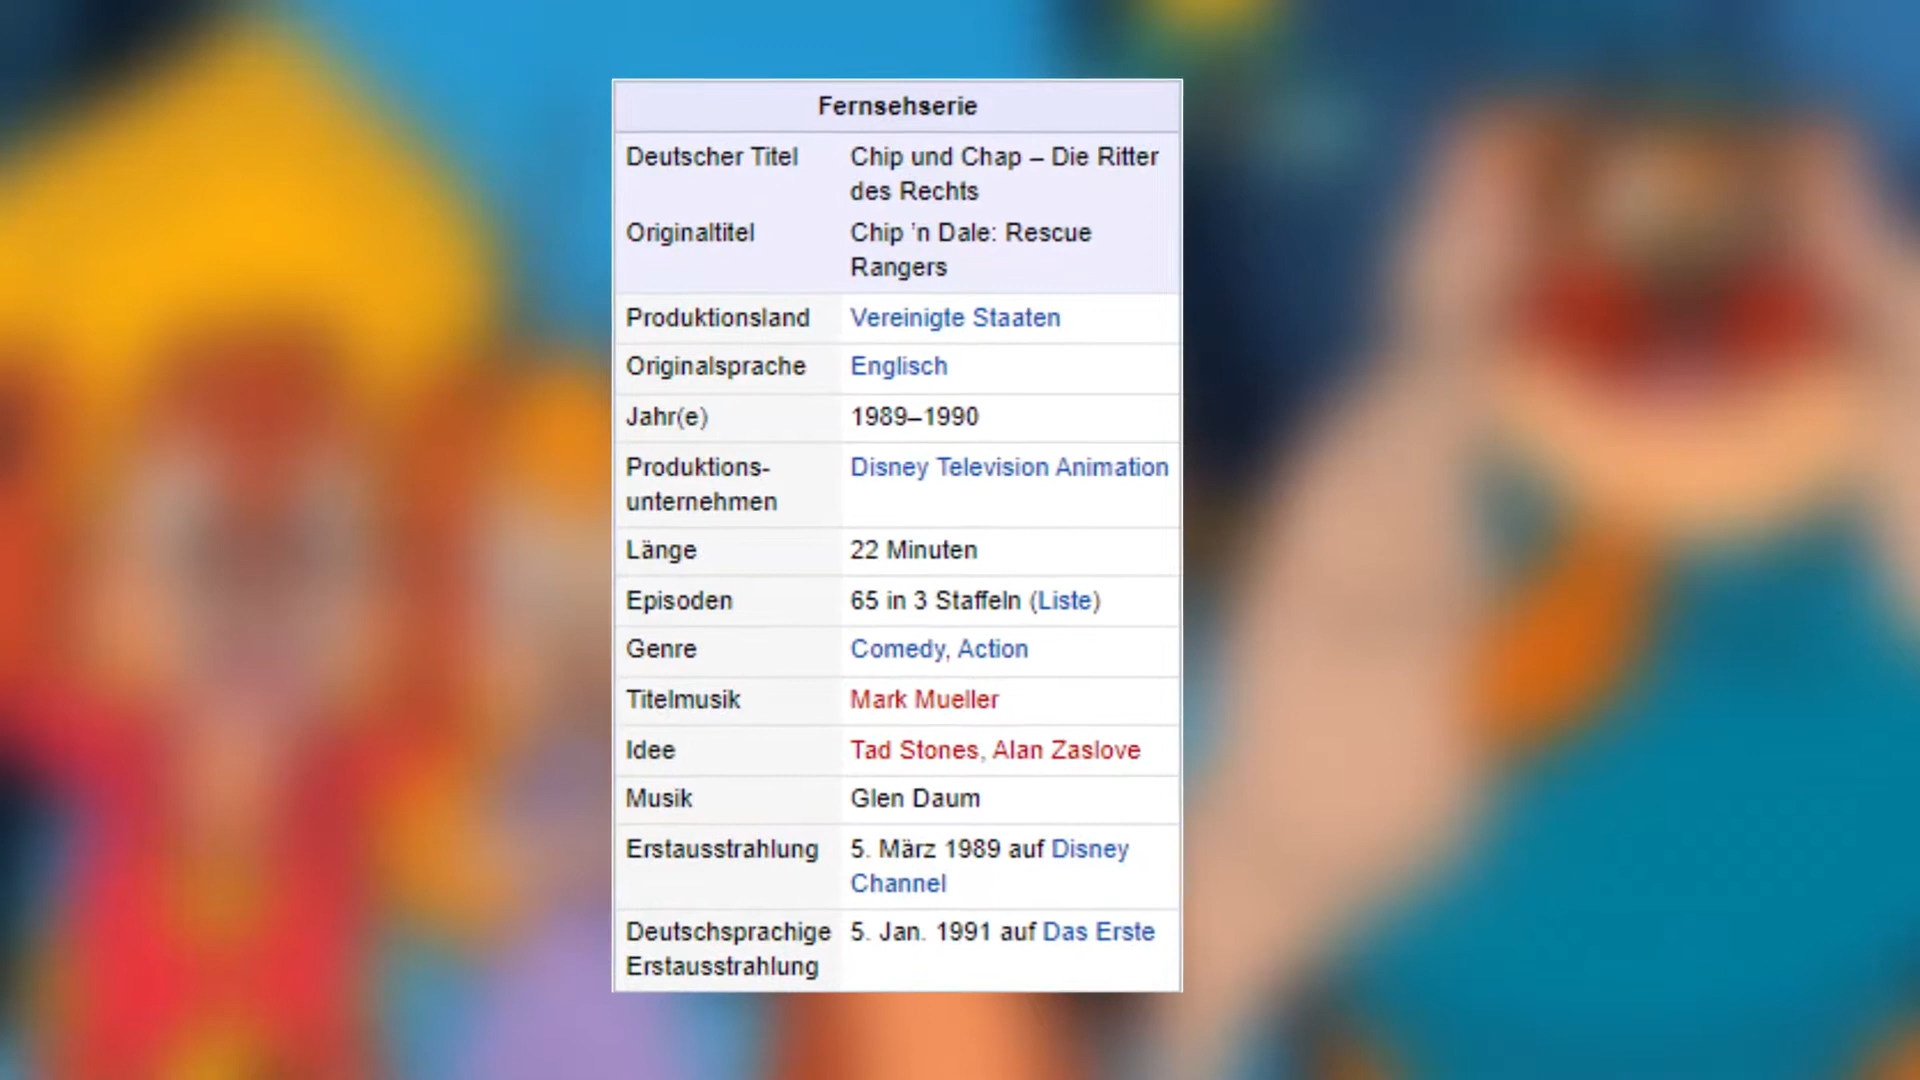 Fernsehserie
Deutscher Titel Chip und Chap – Die Ritter
des Rechts
Originaltitel Chip ’n Dale: Rescue
Rangers
Produktionsland Vereinigte Staaten
Originalsprache Englisch
Jahr(e) 1989–1990
Produktions- Disney Television Animation
unternehmen
Länge 22 Minuten
Episoden 65 in 3 Staffeln (Liste)
Genre Comedy, Action
Titelmusik Mark Mueller
Idee Tad Stones, Alan Zaslove
Musik Glen Daum
Erstausstrahlung 5. März 1989 auf Disney
Channel
Deutschsprachige 5. Jan. 1991 auf Das Erste
Erstausstrahlung